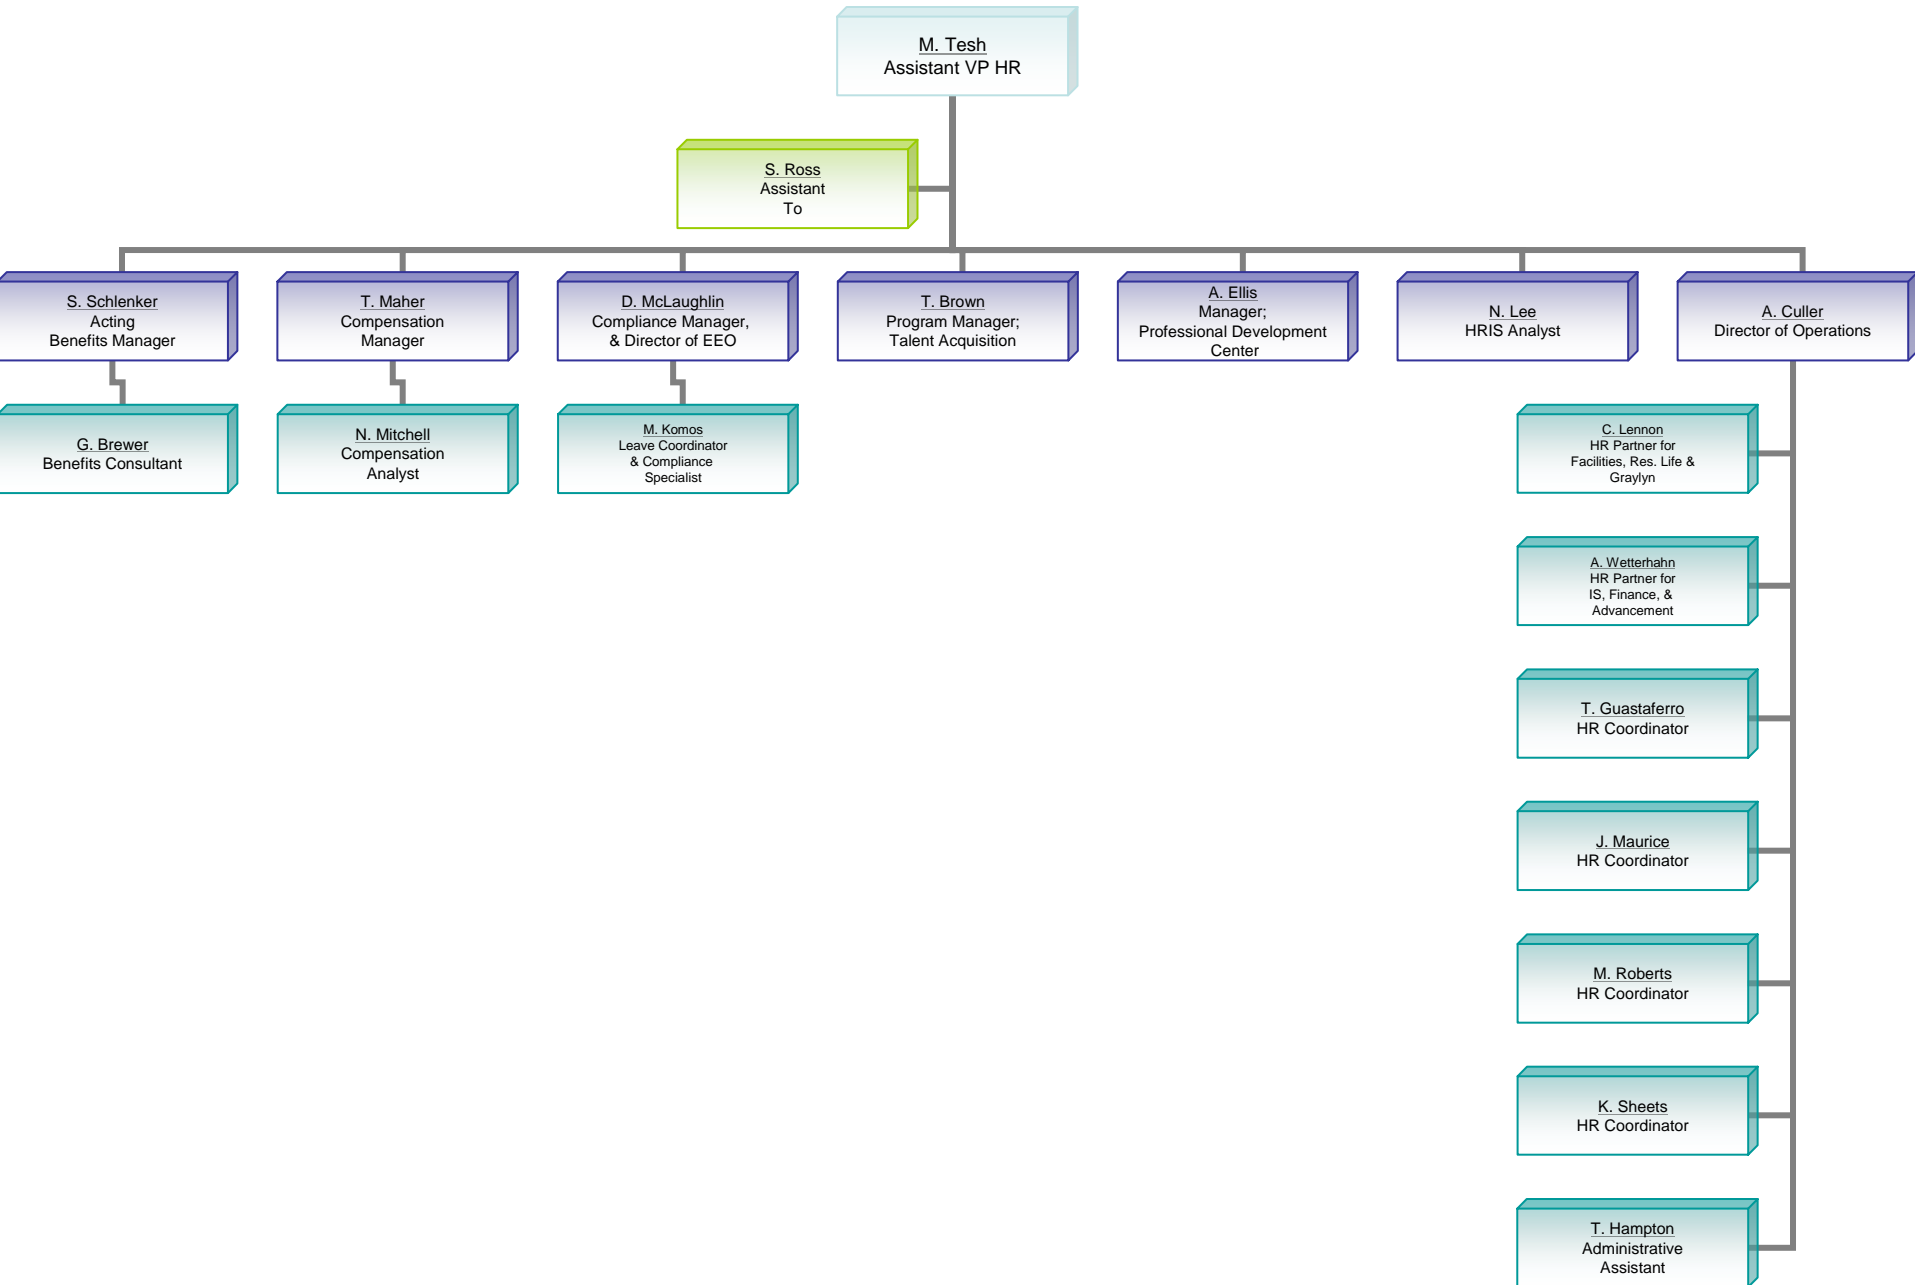 M. Tesh
Assistant VP HR
S. Ross
Assistant
To
S. Schlenker
Acting
Benefits Manager
T. Maher
Compensation
Manager
D. McLaughlin
Compliance Manager,
& Director of EEO
T. Brown
Program Manager;
Talent Acquisition
A. Ellis
Manager;
Professional Development
Center
N. Lee
HRIS Analyst
A. Culler
Director of Operations
G. Brewer
Benefits Consultant
N. Mitchell
Compensation
Analyst
M. Komos
Leave Coordinator
& Compliance
Specialist
C. Lennon
HR Partner for
Facilities, Res. Life &
Graylyn
A. Wetterhahn
HR Partner for
IS, Finance, &
Advancement
T. Guastaferro
HR Coordinator
J. Maurice
HR Coordinator
M. Roberts
HR Coordinator
K. Sheets
HR Coordinator
T. Hampton
Administrative
Assistant